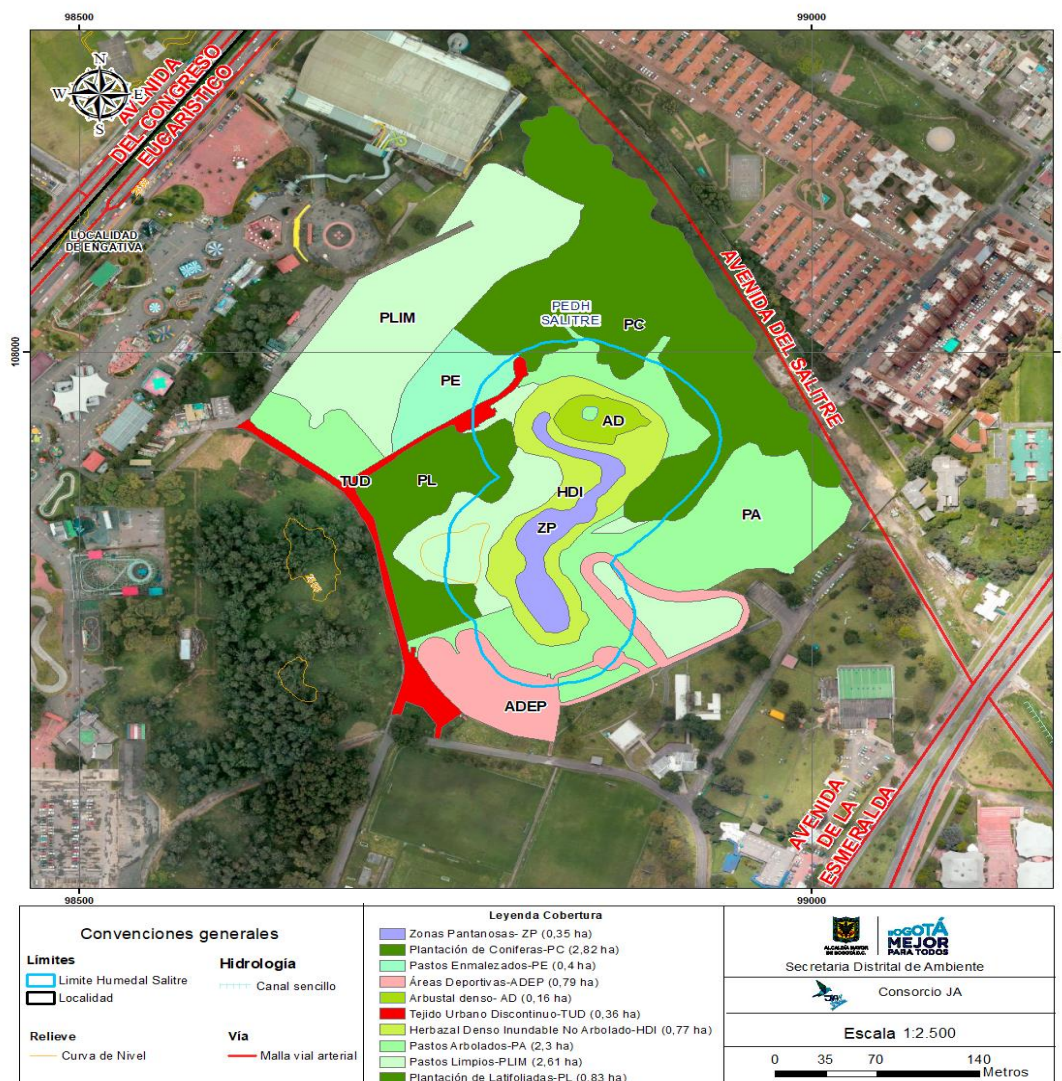 98500
99000
N
W
E
S
AVENIDA
DEL CONGRESO
EUCARISTICO
LOCALIDAD
DE ENGATIVA
108000
PLIM
PEDH
SALITRE
PC
AVENIDA DEL SALITRE
PE
AD
TUD
PL
HDI
ZP
PA
ADEP
AVENIDA
DE LA
ESMERALDA
98500
99000
Convenciones generales
Límites
Limite Humedal Salitre
Localidad
Hidrología
Canal sencillo
Relieve
Curva de Nivel
Vía
Malla vial arterial
Leyenda Cobertura
Zonas Pantanosas- ZP (0,35 ha)
Plantación de Coniferas-PC (2,82 ha)
Pastos Enmalezados-PE (0,4 ha)
Áreas Deportivas-ADEP (0,79 ha)
Arbustal denso- AD (0,16 ha)
Tejido Urbano Discontinuo-TUD (0,36 ha)
Herbazal Denso Inundable No Arbolado-HDI (0,77 ha)
Pastos Arbolados-PA (2,3 ha)
Pastos Limpios-PLIM (2,61 ha)
Plantación de Latifoliadas-PL (0,83 ha)
ALCALDÍA MAYOR
DE BOGOTÁ D.C.
BOGOTÁ
MEJOR
PARA TODOS
Secretaria Distrital de Ambiente
JA
Consorcio JA
Escala 1:2.500
0 35 70 140
Metros